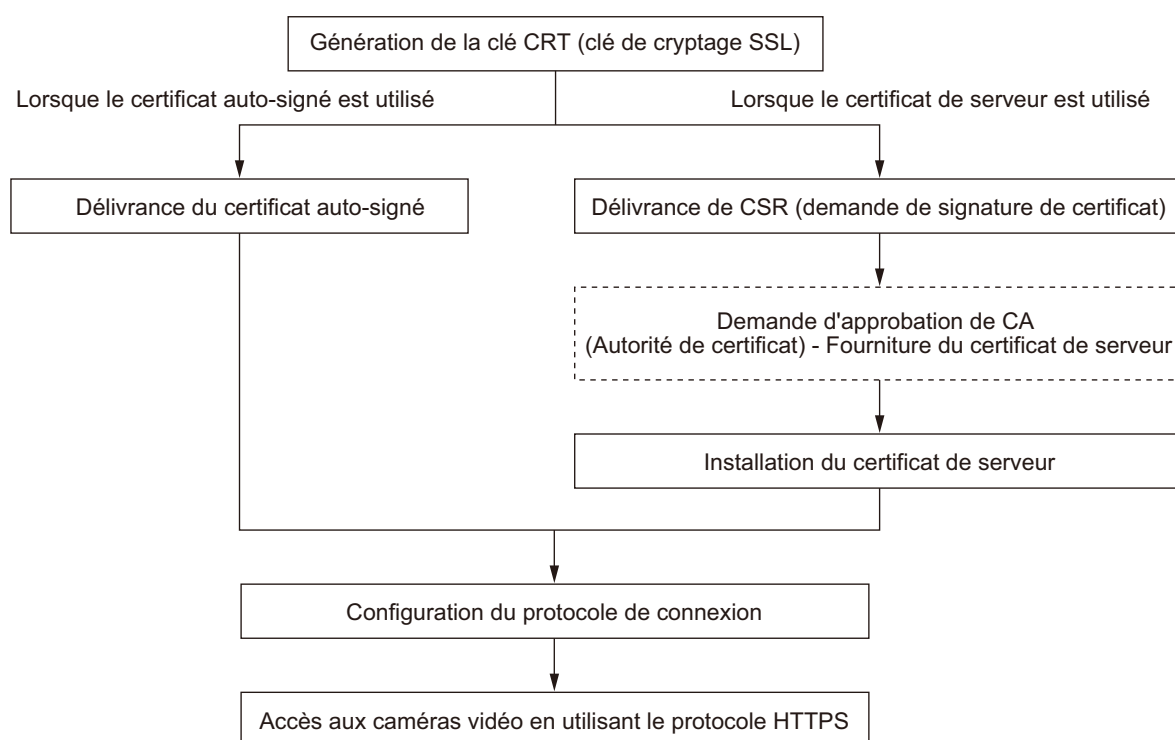 Génération de la clé CRT (clé de cryptage SSL)
Lorsque le certificat auto-signé est utilisé
Lorsque le certificat de serveur est utilisé
Délivrance du certificat auto-signé
Délivrance de CSR (demande de signature de certificat)
Demande d'approbation de CA
(Autorité de certificat) - Fourniture du certificat de serveur
Installation du certificat de serveur
Configuration du protocole de connexion
Accès aux caméras vidéo en utilisant le protocole HTTPS